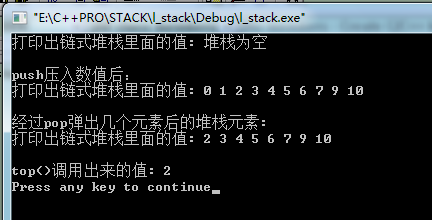 "E:\C++PRO\STACK\l_stack\Debug\l_stack.exe"
打印出链式堆栈里面的值：堆栈为空
push压入数值后：
打印出链式堆栈里面的值：0 1 2 3 4 5 6 7 9 10
经过pop弹出几个元素后的堆栈元素：
打印出链式堆栈里面的值：2 3 4 5 6 7 9 10
top()调用出来的值：2
Press any key to continue